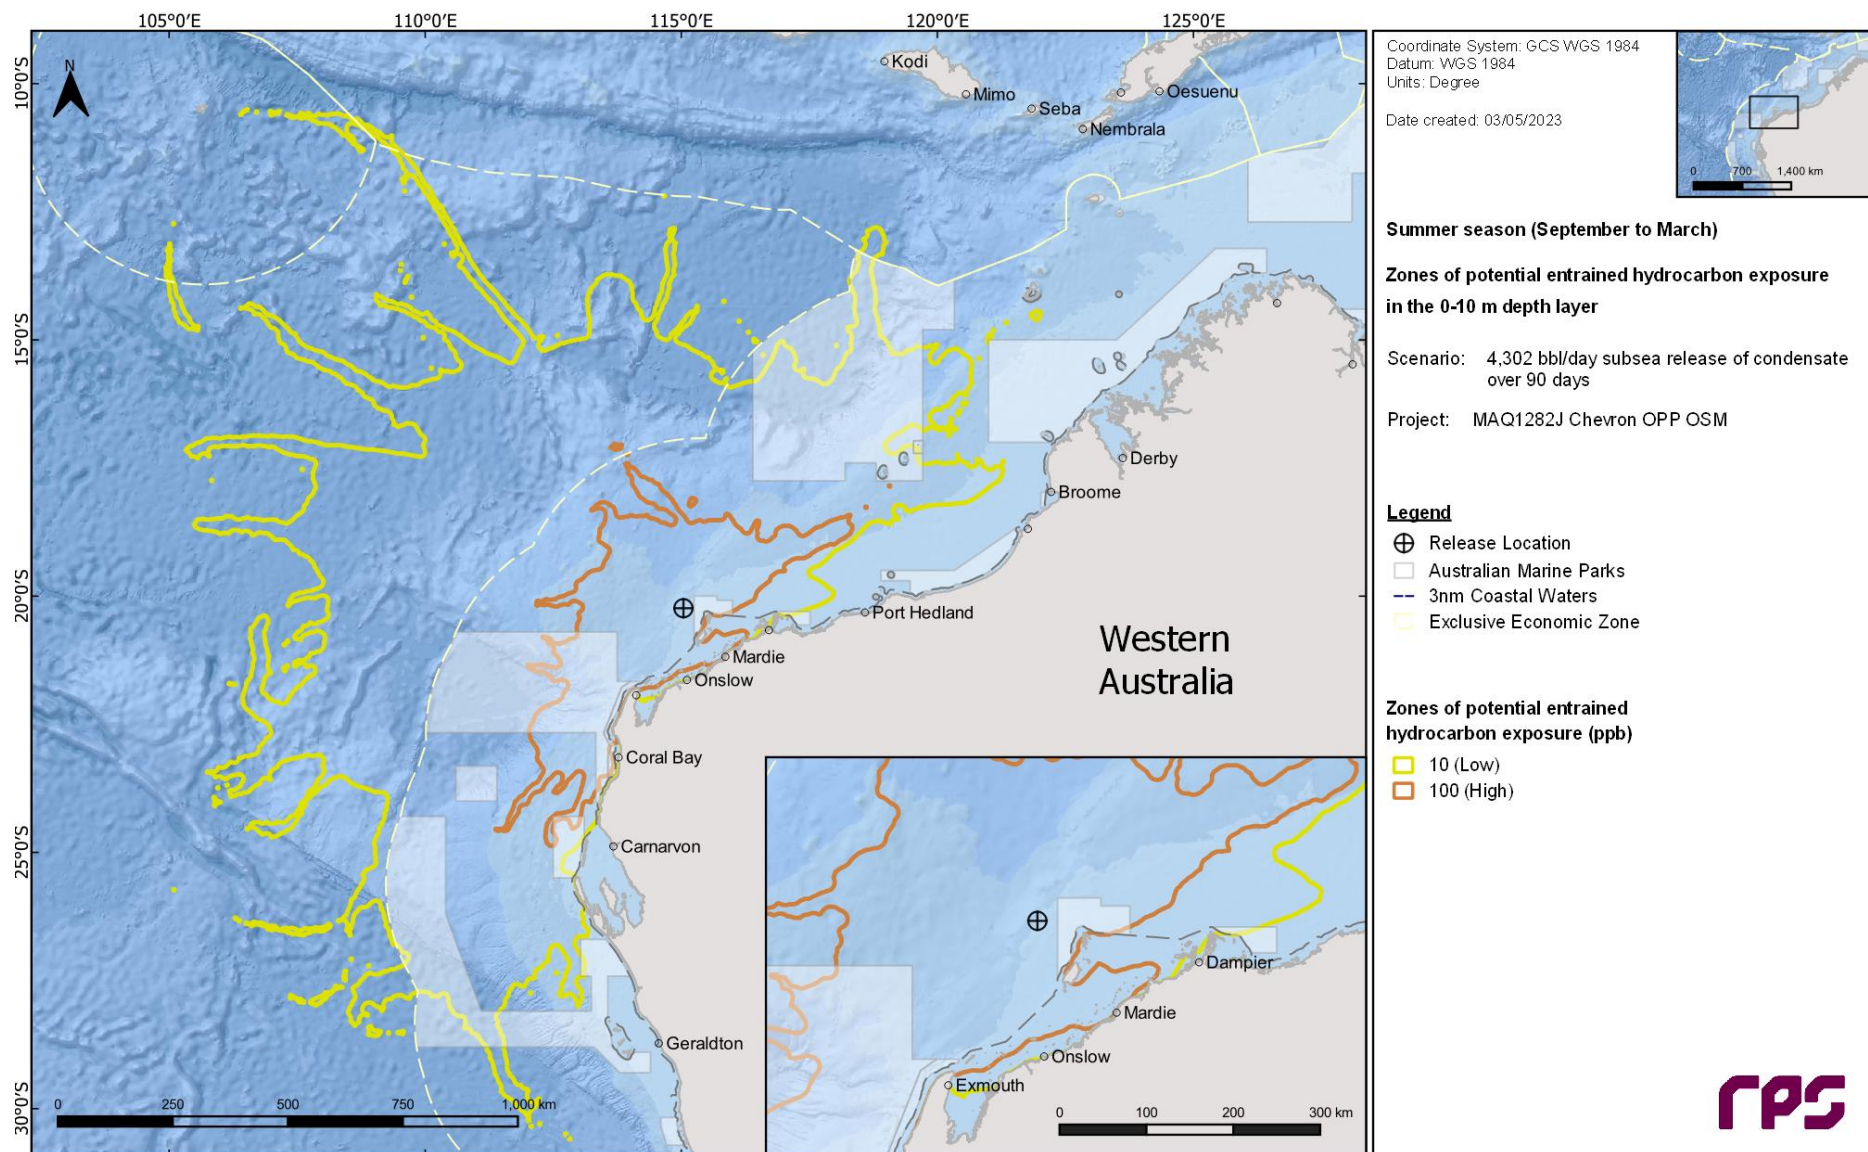 105°0'E 110°0'E 115°0'E 120°0'E 125°0'E
10°0'S
15°0'S
20°0'S
25°0'S
30°0'S
N
Kodi
Mimo
Seba
Oesuenu
Nembrala
Derby
Broome
Port Hedland
Mardie
Onslow
Western
Australia
Coral Bay
Carnarvon
Geraldton
0 250 500 750 1,000 km
Dampier
Mardie
Onslow
Exmouth
0 100 200 300 km
Coordinate System: GCS WGS 1984
Datum: WGS 1984
Units: Degree
Date created: 03/05/2023
0 700 1,400 km
Summer season (September to March)
Zones of potential entrained hydrocarbon exposure
in the 0-10 m depth layer
Scenario: 4,302 bbl/day subsea release of condensate
over 90 days
Project: MAQ1282J Chevron OPP OSM
Legend
Release Location
Australian Marine Parks
3nm Coastal Waters
Exclusive Economic Zone
Zones of potential entrained
hydrocarbon exposure (ppb)
10 (Low)
100 (High)
rps